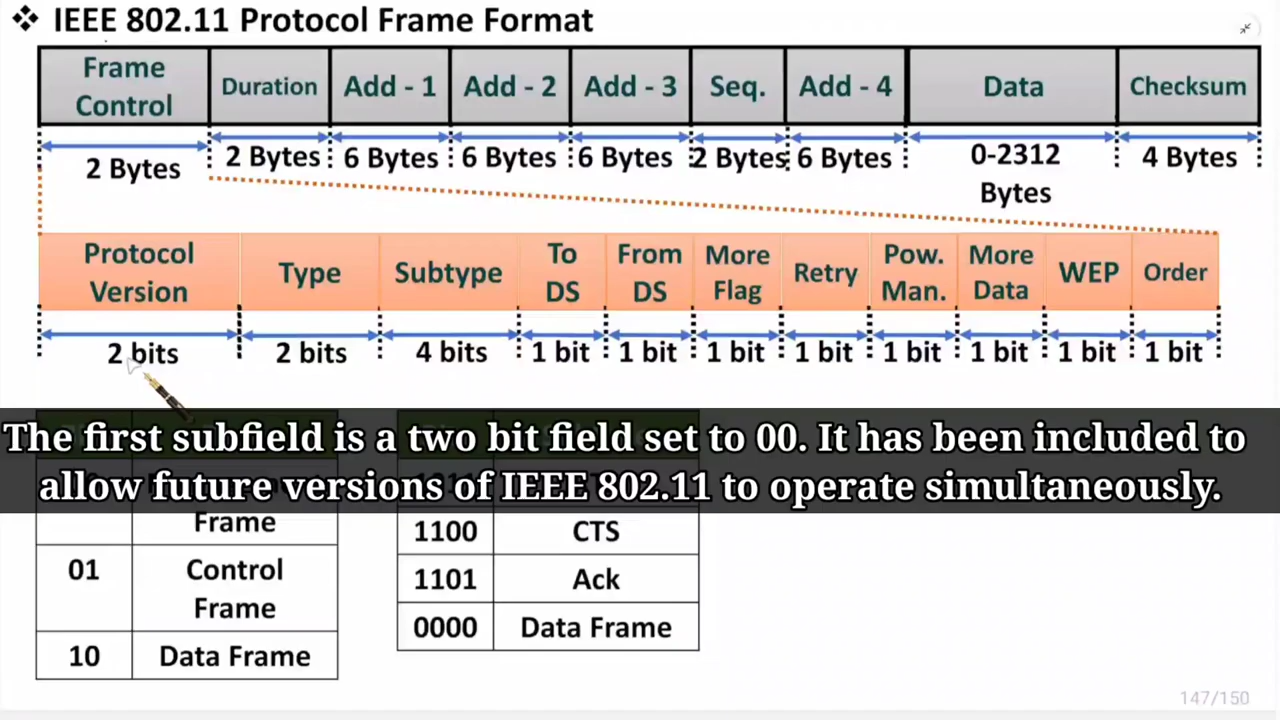 ❖ IEEE 802.11 Protocol Frame Format
Frame Control
Duration
Add - 1
Add - 2
Add - 3
Seq.
Add - 4
Data
Checksum
2 Bytes
2 Bytes
6 Bytes
6 Bytes
6 Bytes
2 Bytes
6 Bytes
0-2312 Bytes
4 Bytes
Protocol Version
Type
Subtype
To DS
From DS
More Flag
Retry
Pow. Man.
More Data
WEP
Order
2 bits
2 bits
4 bits
1 bit
1 bit
1 bit
1 bit
1 bit
1 bit
1 bit
1 bit
The first subfield is a two bit field set to 00. It has been included to
allow future versions of IEEE 802.11 to operate simultaneously.
Frame
01 Control Frame
10 Data Frame
1100 CTS
1101 Ack
0000 Data Frame
147/150